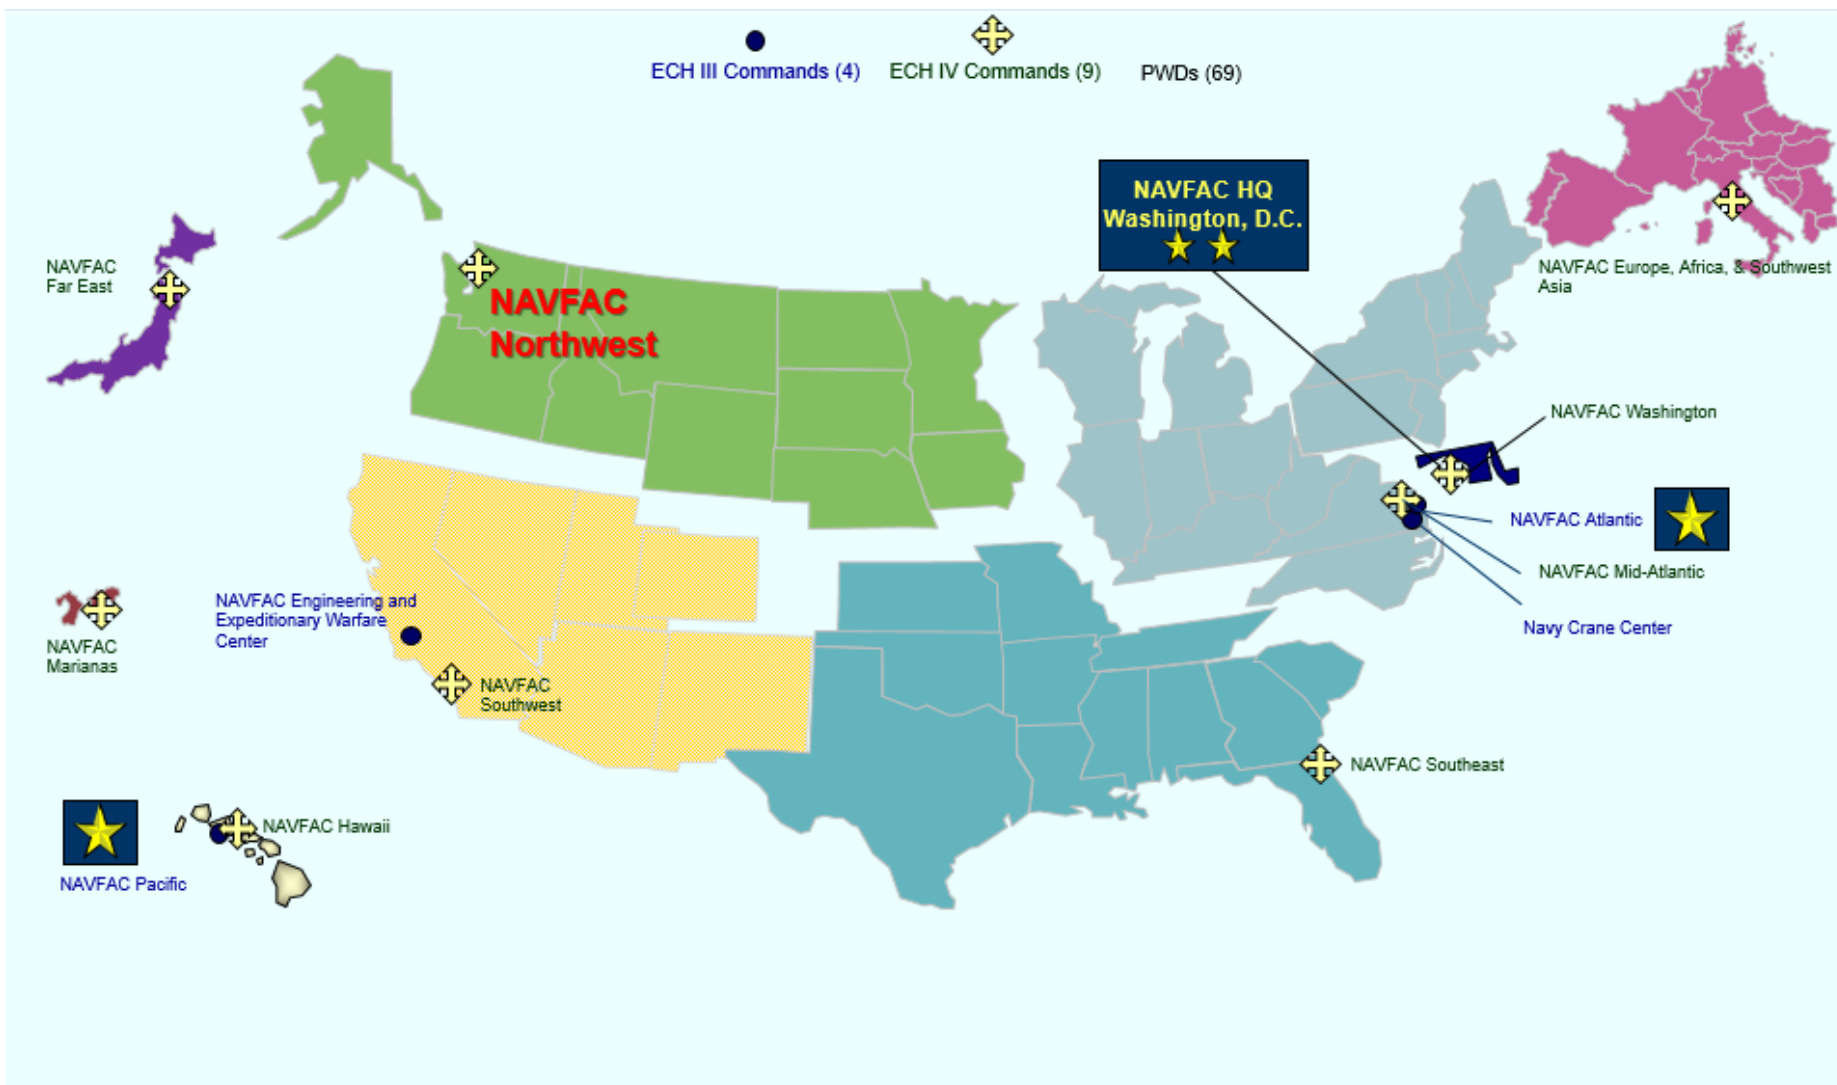 ECH III Commands (4)
ECH IV Commands (9)
PWDs (69)
NAVFAC HQ
Washington, D.C.
NAVFAC
Far East
NAVFAC Europe, Africa, & Southwest
Asia
NAVFAC
Northwest
NAVFAC Washington
NAVFAC Atlantic
NAVFAC Mid-Atlantic
NAVFAC Engineering and
Expeditionary Warfare
Center
Navy Crane Center
NAVFAC
Marianas
NAVFAC
Southwest
NAVFAC Southeast
NAVFAC Hawaii
NAVFAC Pacific